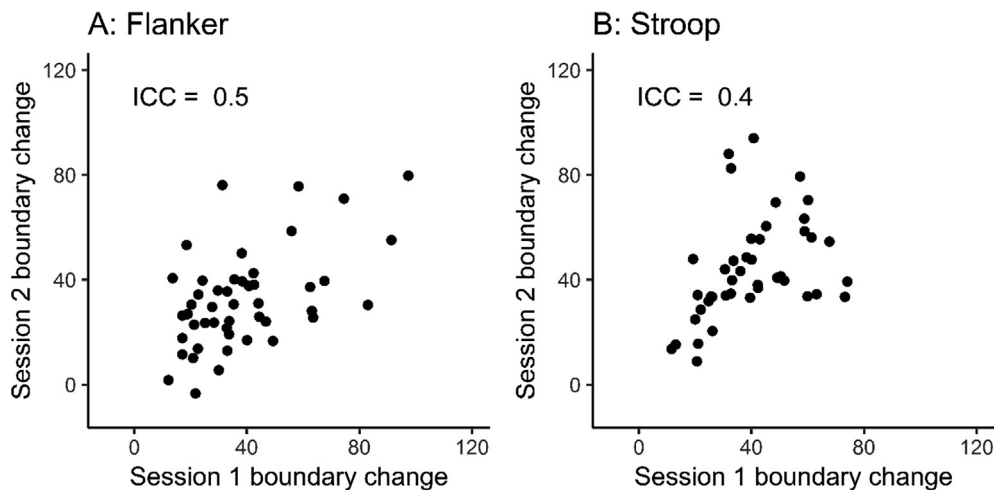 A: Flanker
ICC = 0.5
Session 2 boundary change
120
80
40
0
0 40 80 120
Session 1 boundary change
B: Stroop
ICC = 0.4
Session 2 boundary change
120
80
40
0
0 40 80 120
Session 1 boundary change